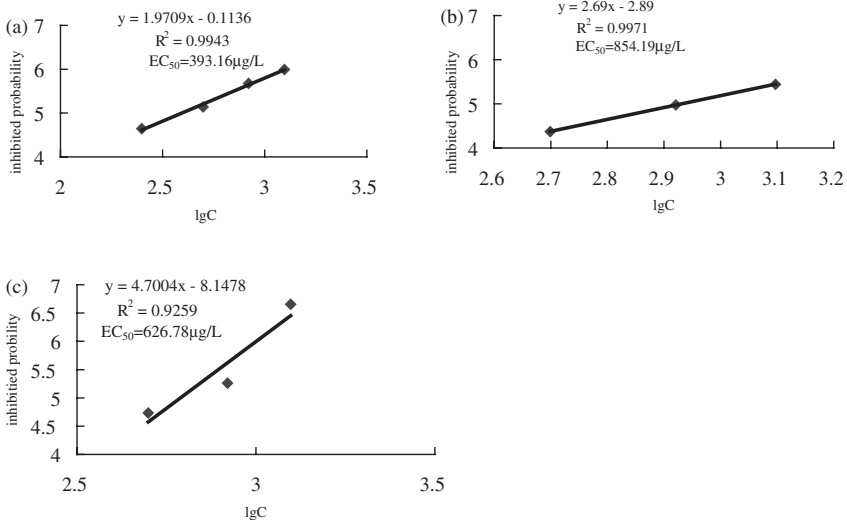 (a)
y = 1.9709x - 0.1136
R² = 0.9943
EC₅₀=393.16μg/L
inhibited probability
7
6
5
4
2
2.5
3
3.5
lgC
(b)
y = 2.69x - 2.89
R² = 0.9971
EC₅₀=854.19μg/L
inhibited probability
7
6
5
4
2.6
2.7
2.8
2.9
3
3.1
3.2
lgC
(c)
y = 4.7004x - 8.1478
R² = 0.9259
EC₅₀=626.78μg/L
inhibitied probility
7
6.5
6
5.5
5
4.5
4
2.5
3
3.5
lgC